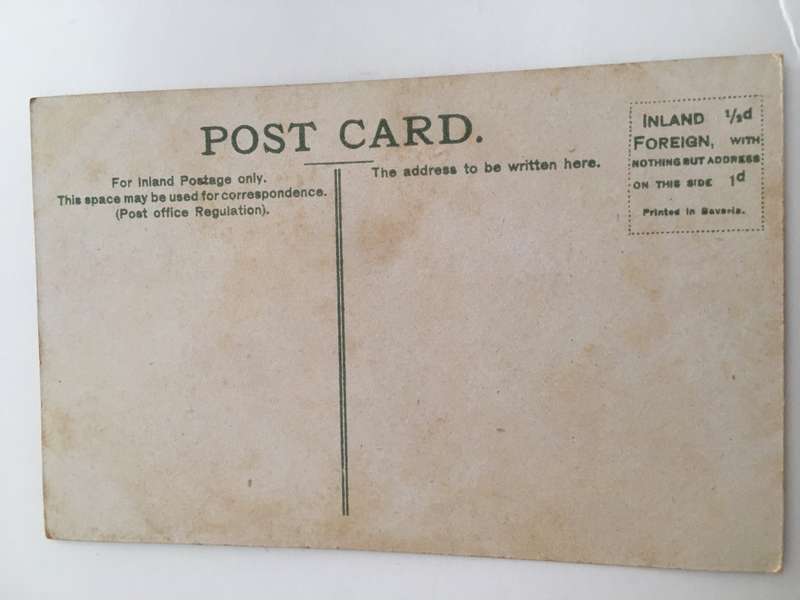 POST CARD.
For Inland Postage only.
This space may be used for correspondence.
(Post office Regulation).
The address to be written here.
INLAND 1/2d
FOREIGN, WITH
NOTHING BUT ADDRESS
ON THIS SIDE 1d
Printed in Bavaria.